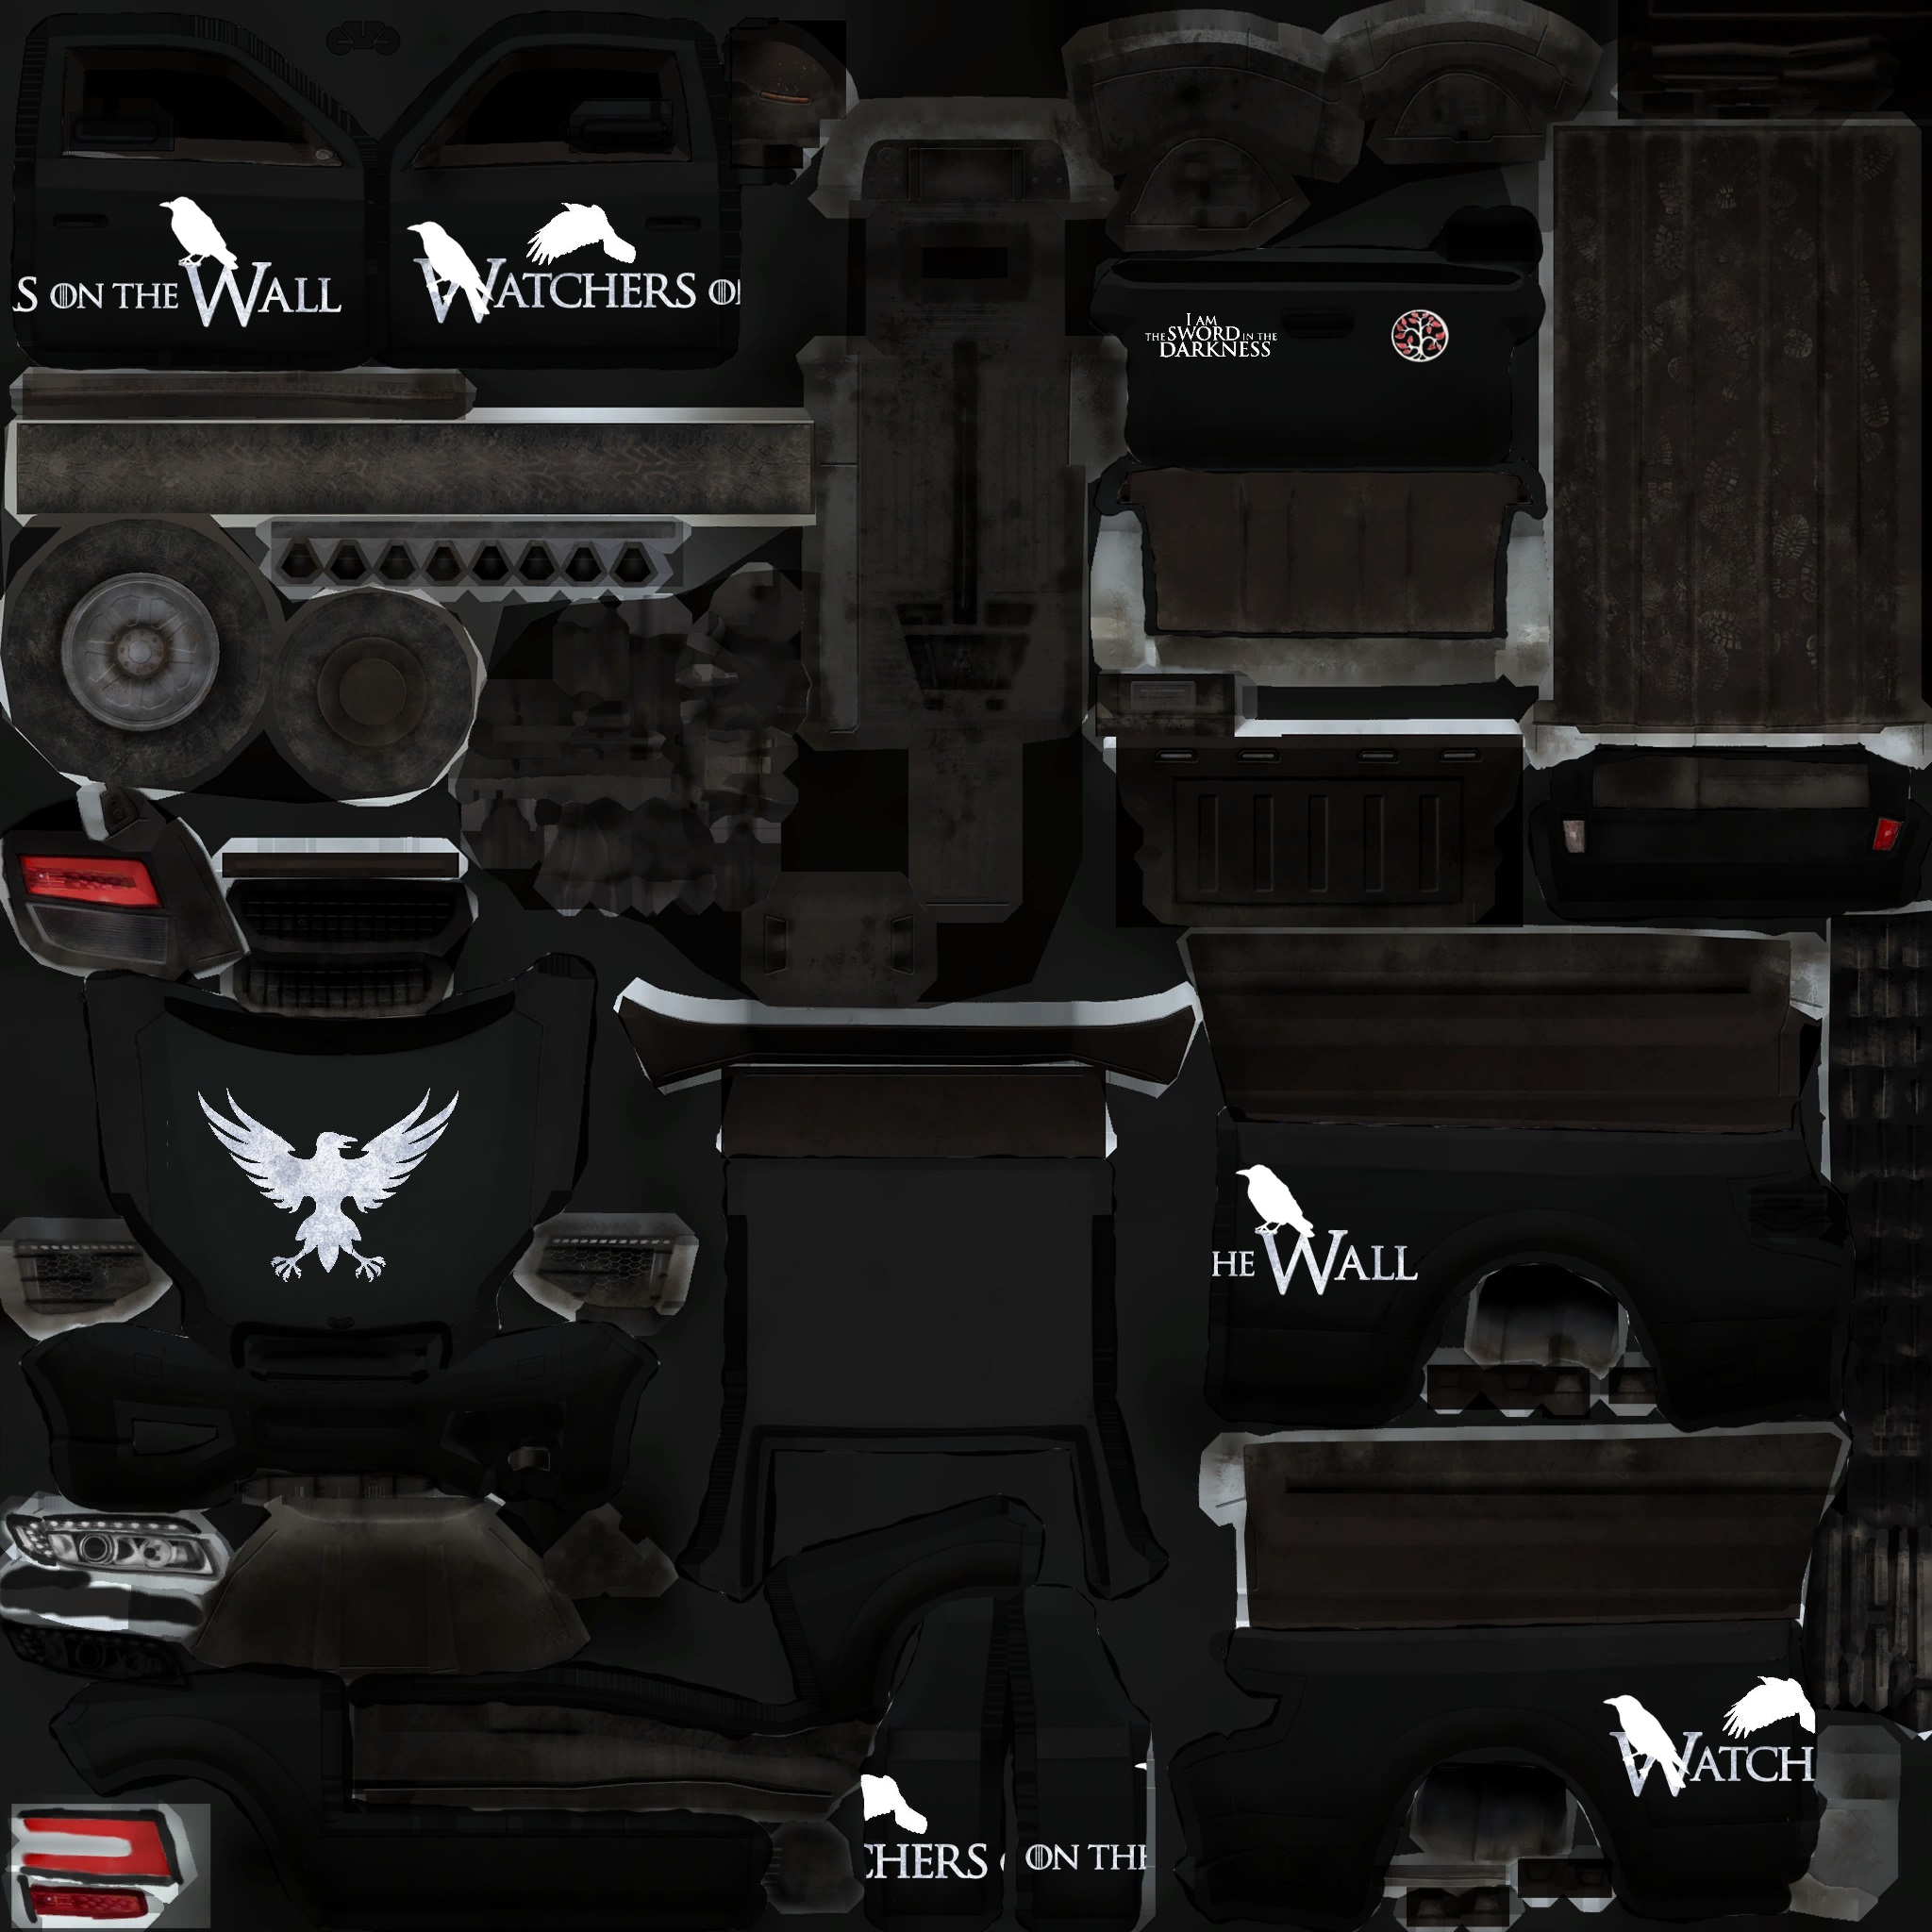 S ON THE WALL
WATCHERS O
I AM
THE SWORD IN THE
DARKNESS
HE WALL
WATCH
CHERS
ON THE